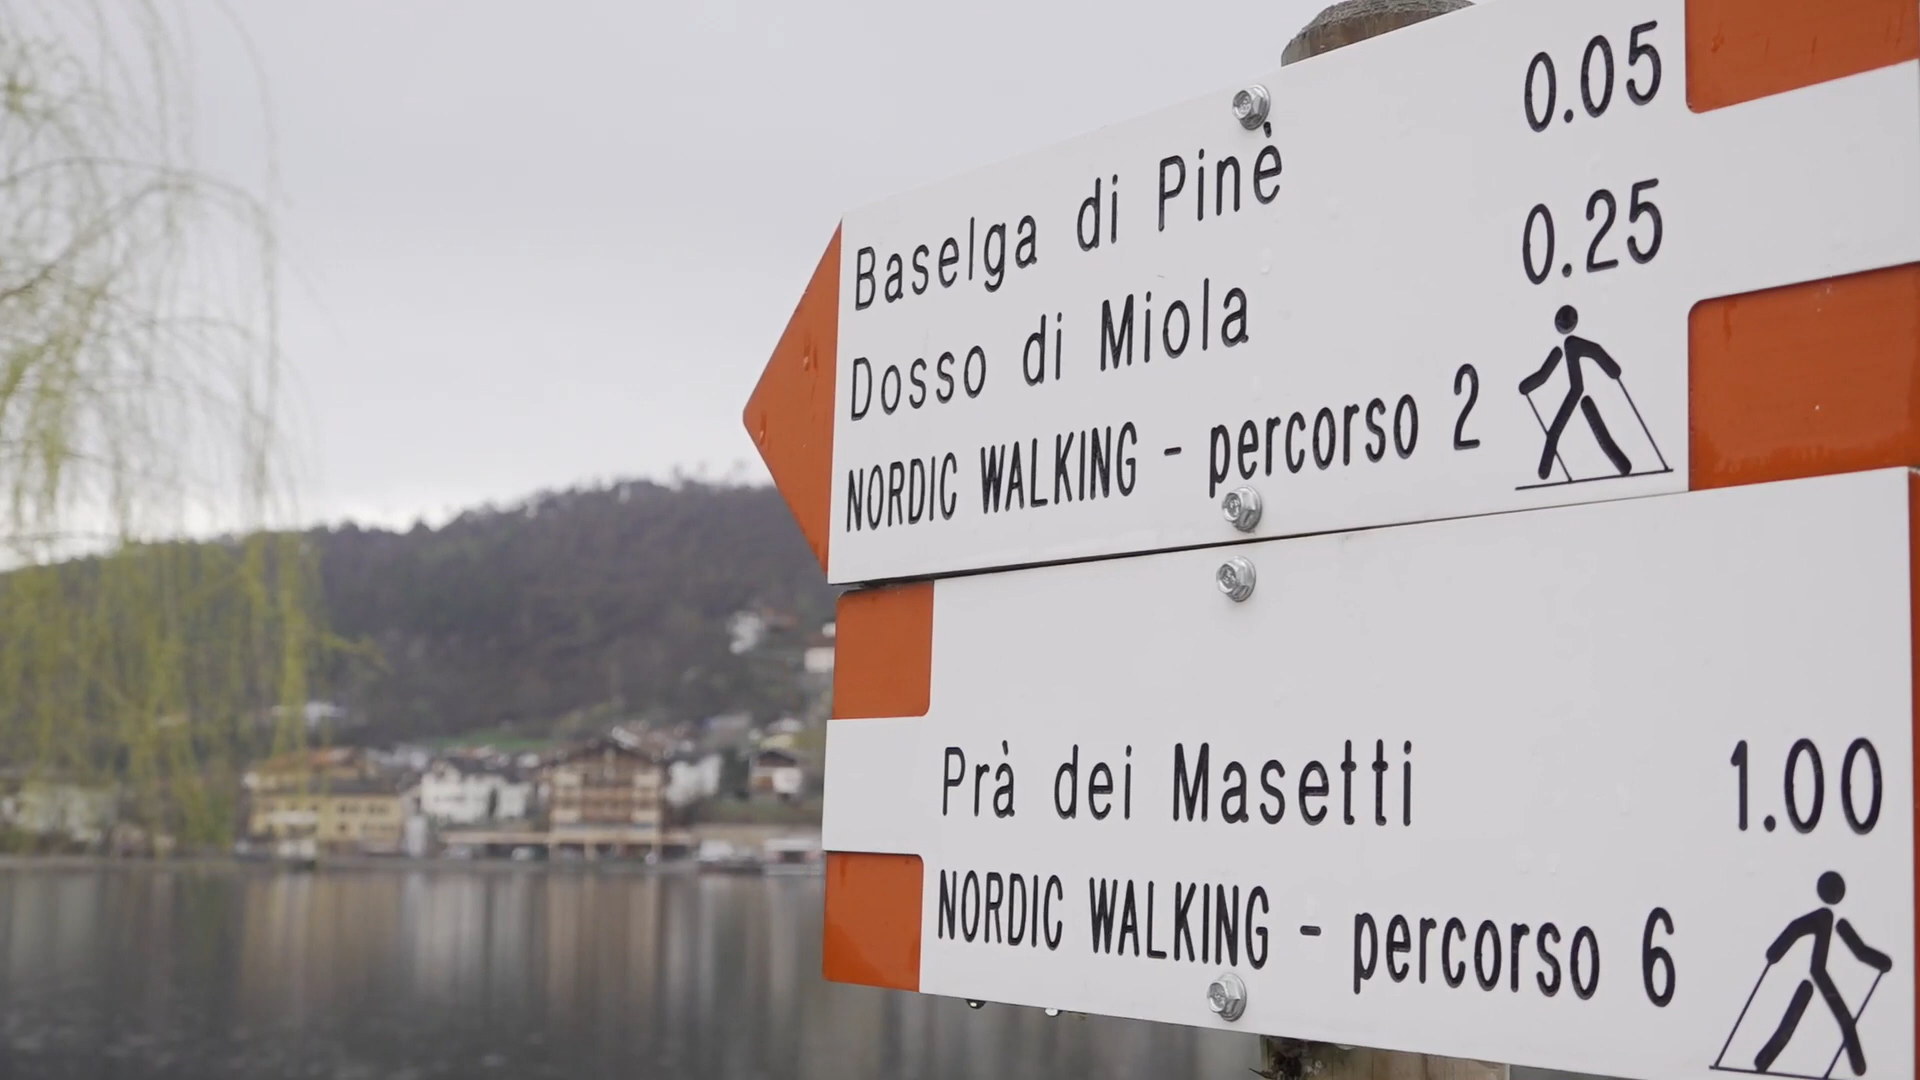 Baselga di Pinè 0.05
Dosso di Miola 0.25
NORDIC WALKING - percorso 2
Prà dei Masetti 1.00
NORDIC WALKING - percorso 6